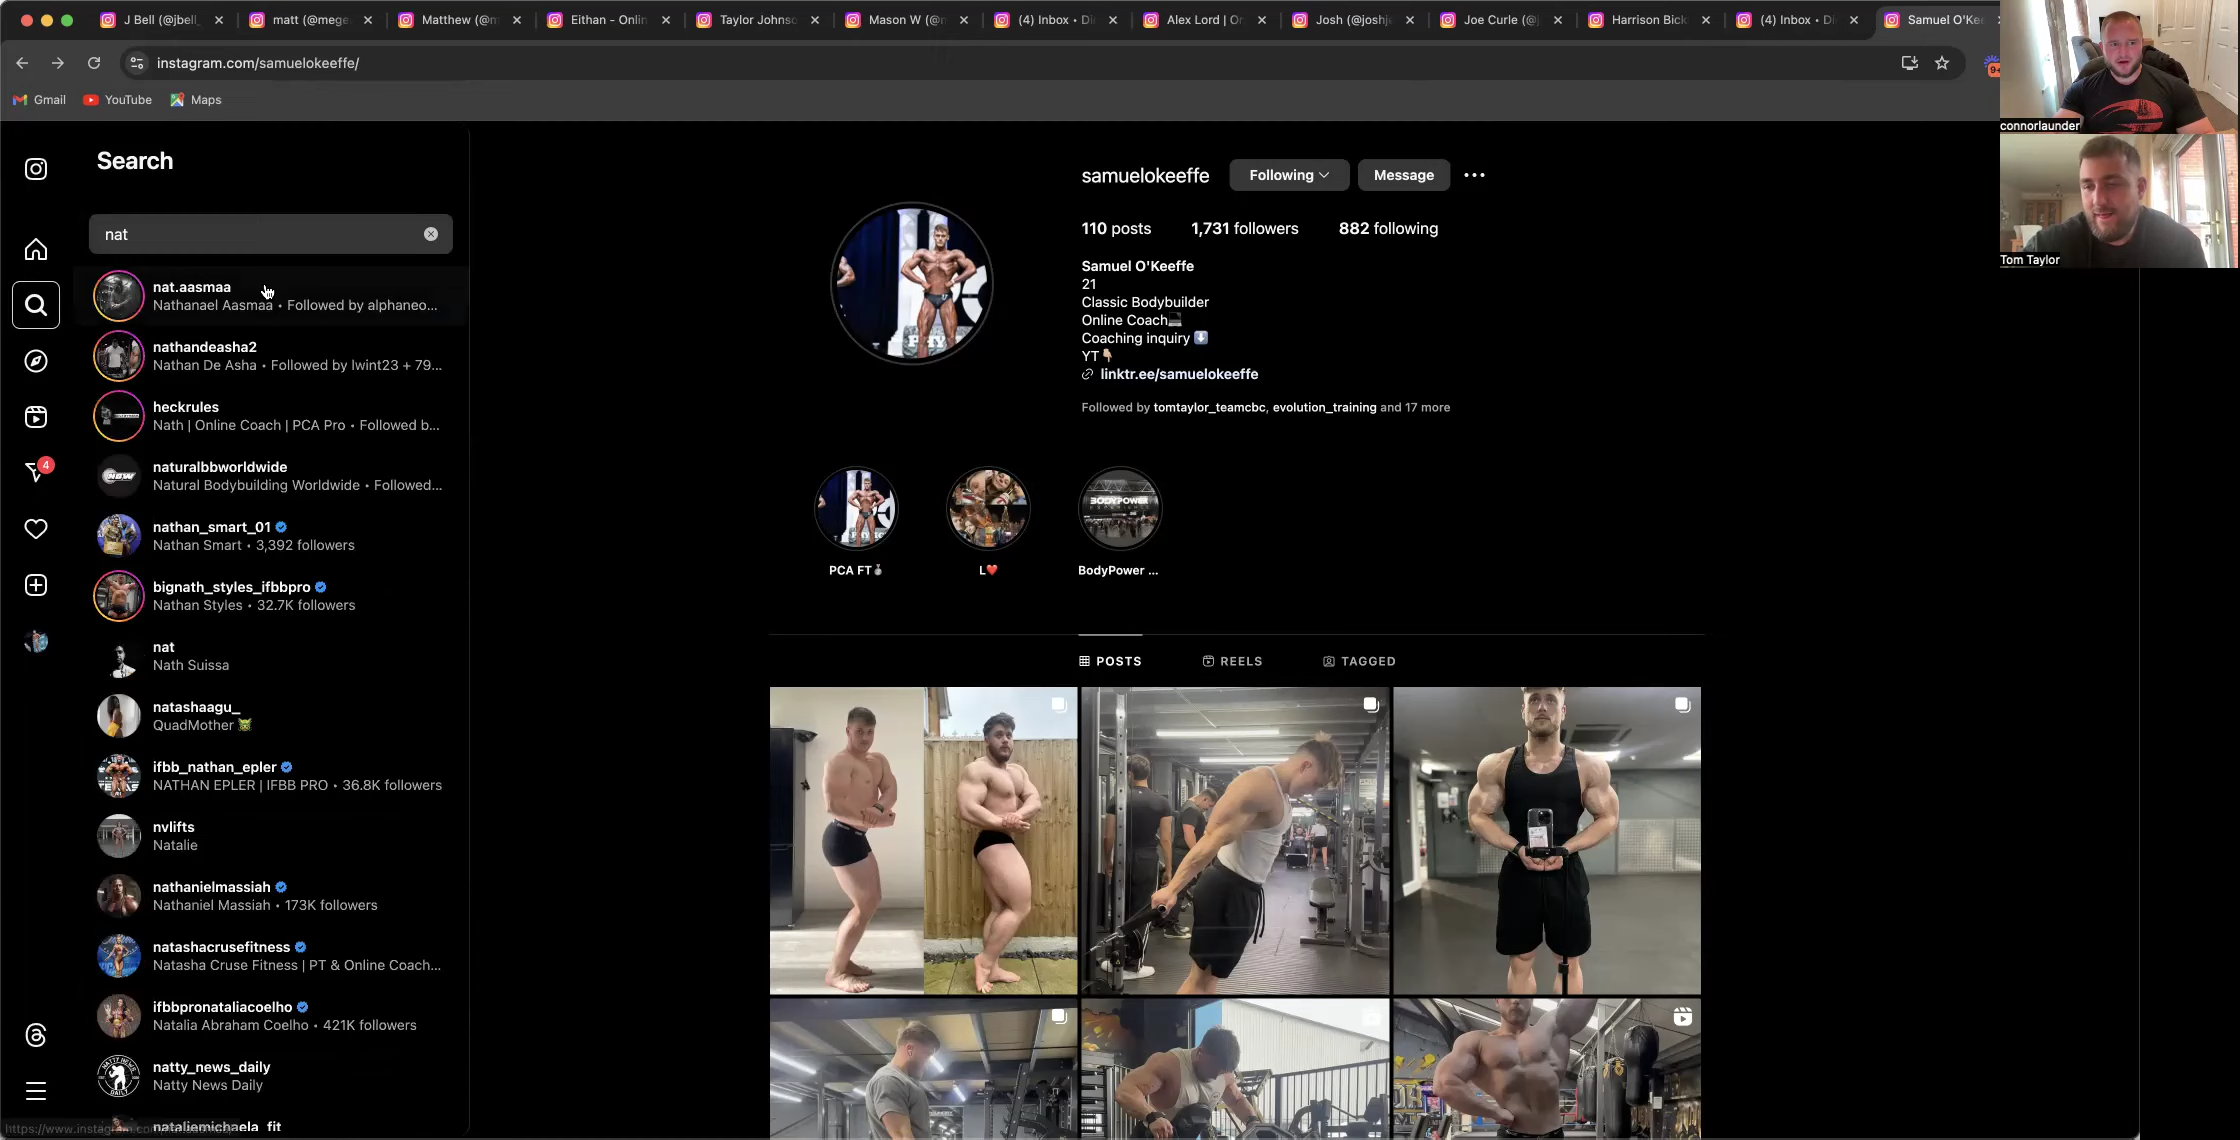 J Bell (@jbell_
matt (@mege
Matthew (@m
Eithan - Onlin
Taylor Johnso
Mason W (@m
(4) Inbox • Di
Alex Lord | On
Josh (@joshj
Joe Curle (@
Harrison Bick
(4) Inbox • D
Samuel O'Kee
instagram.com/samuelokeeffe/
9+
Gmail
YouTube
Maps
connorlaunder
Tom Taylor
Search
nat
nat.aasmaa
Nathanael Aasmaa • Followed by alphaneo...
nathandeasha2
Nathan De Asha • Followed by lwint23 + 79...
heckrules
Nath | Online Coach | PCA Pro • Followed b...
naturalbbworldwide
Natural Bodybuilding Worldwide • Followed...
4
nathan_smart_01
Nathan Smart • 3,392 followers
bignath_styles_ifbbpro
Nathan Styles • 32.7K followers
nat
Nath Suissa
natashaagu_
QuadMother
ifbb_nathan_epler
NATHAN EPLER | IFBB PRO • 36.8K followers
nvlifts
Natalie
nathanielmassiah
Nathaniel Massiah • 173K followers
natashacrusefitness
Natasha Cruse Fitness | PT & Online Coach...
ifbbpronataliacoelho
Natalia Abraham Coelho • 421K followers
natty_news_daily
Natty News Daily
nataliemichaela_fit
samuelokeeffe
Following
Message
110 posts
1,731 followers
882 following
Samuel O'Keeffe
21
Classic Bodybuilder
Online Coach
Coaching inquiry
YT
linktr.ee/samuelokeeffe
Followed by tomtaylor_teamcbc, evolution_training and 17 more
BODYPOWER
PCA FT
L
BodyPower ...
POSTS
REELS
TAGGED